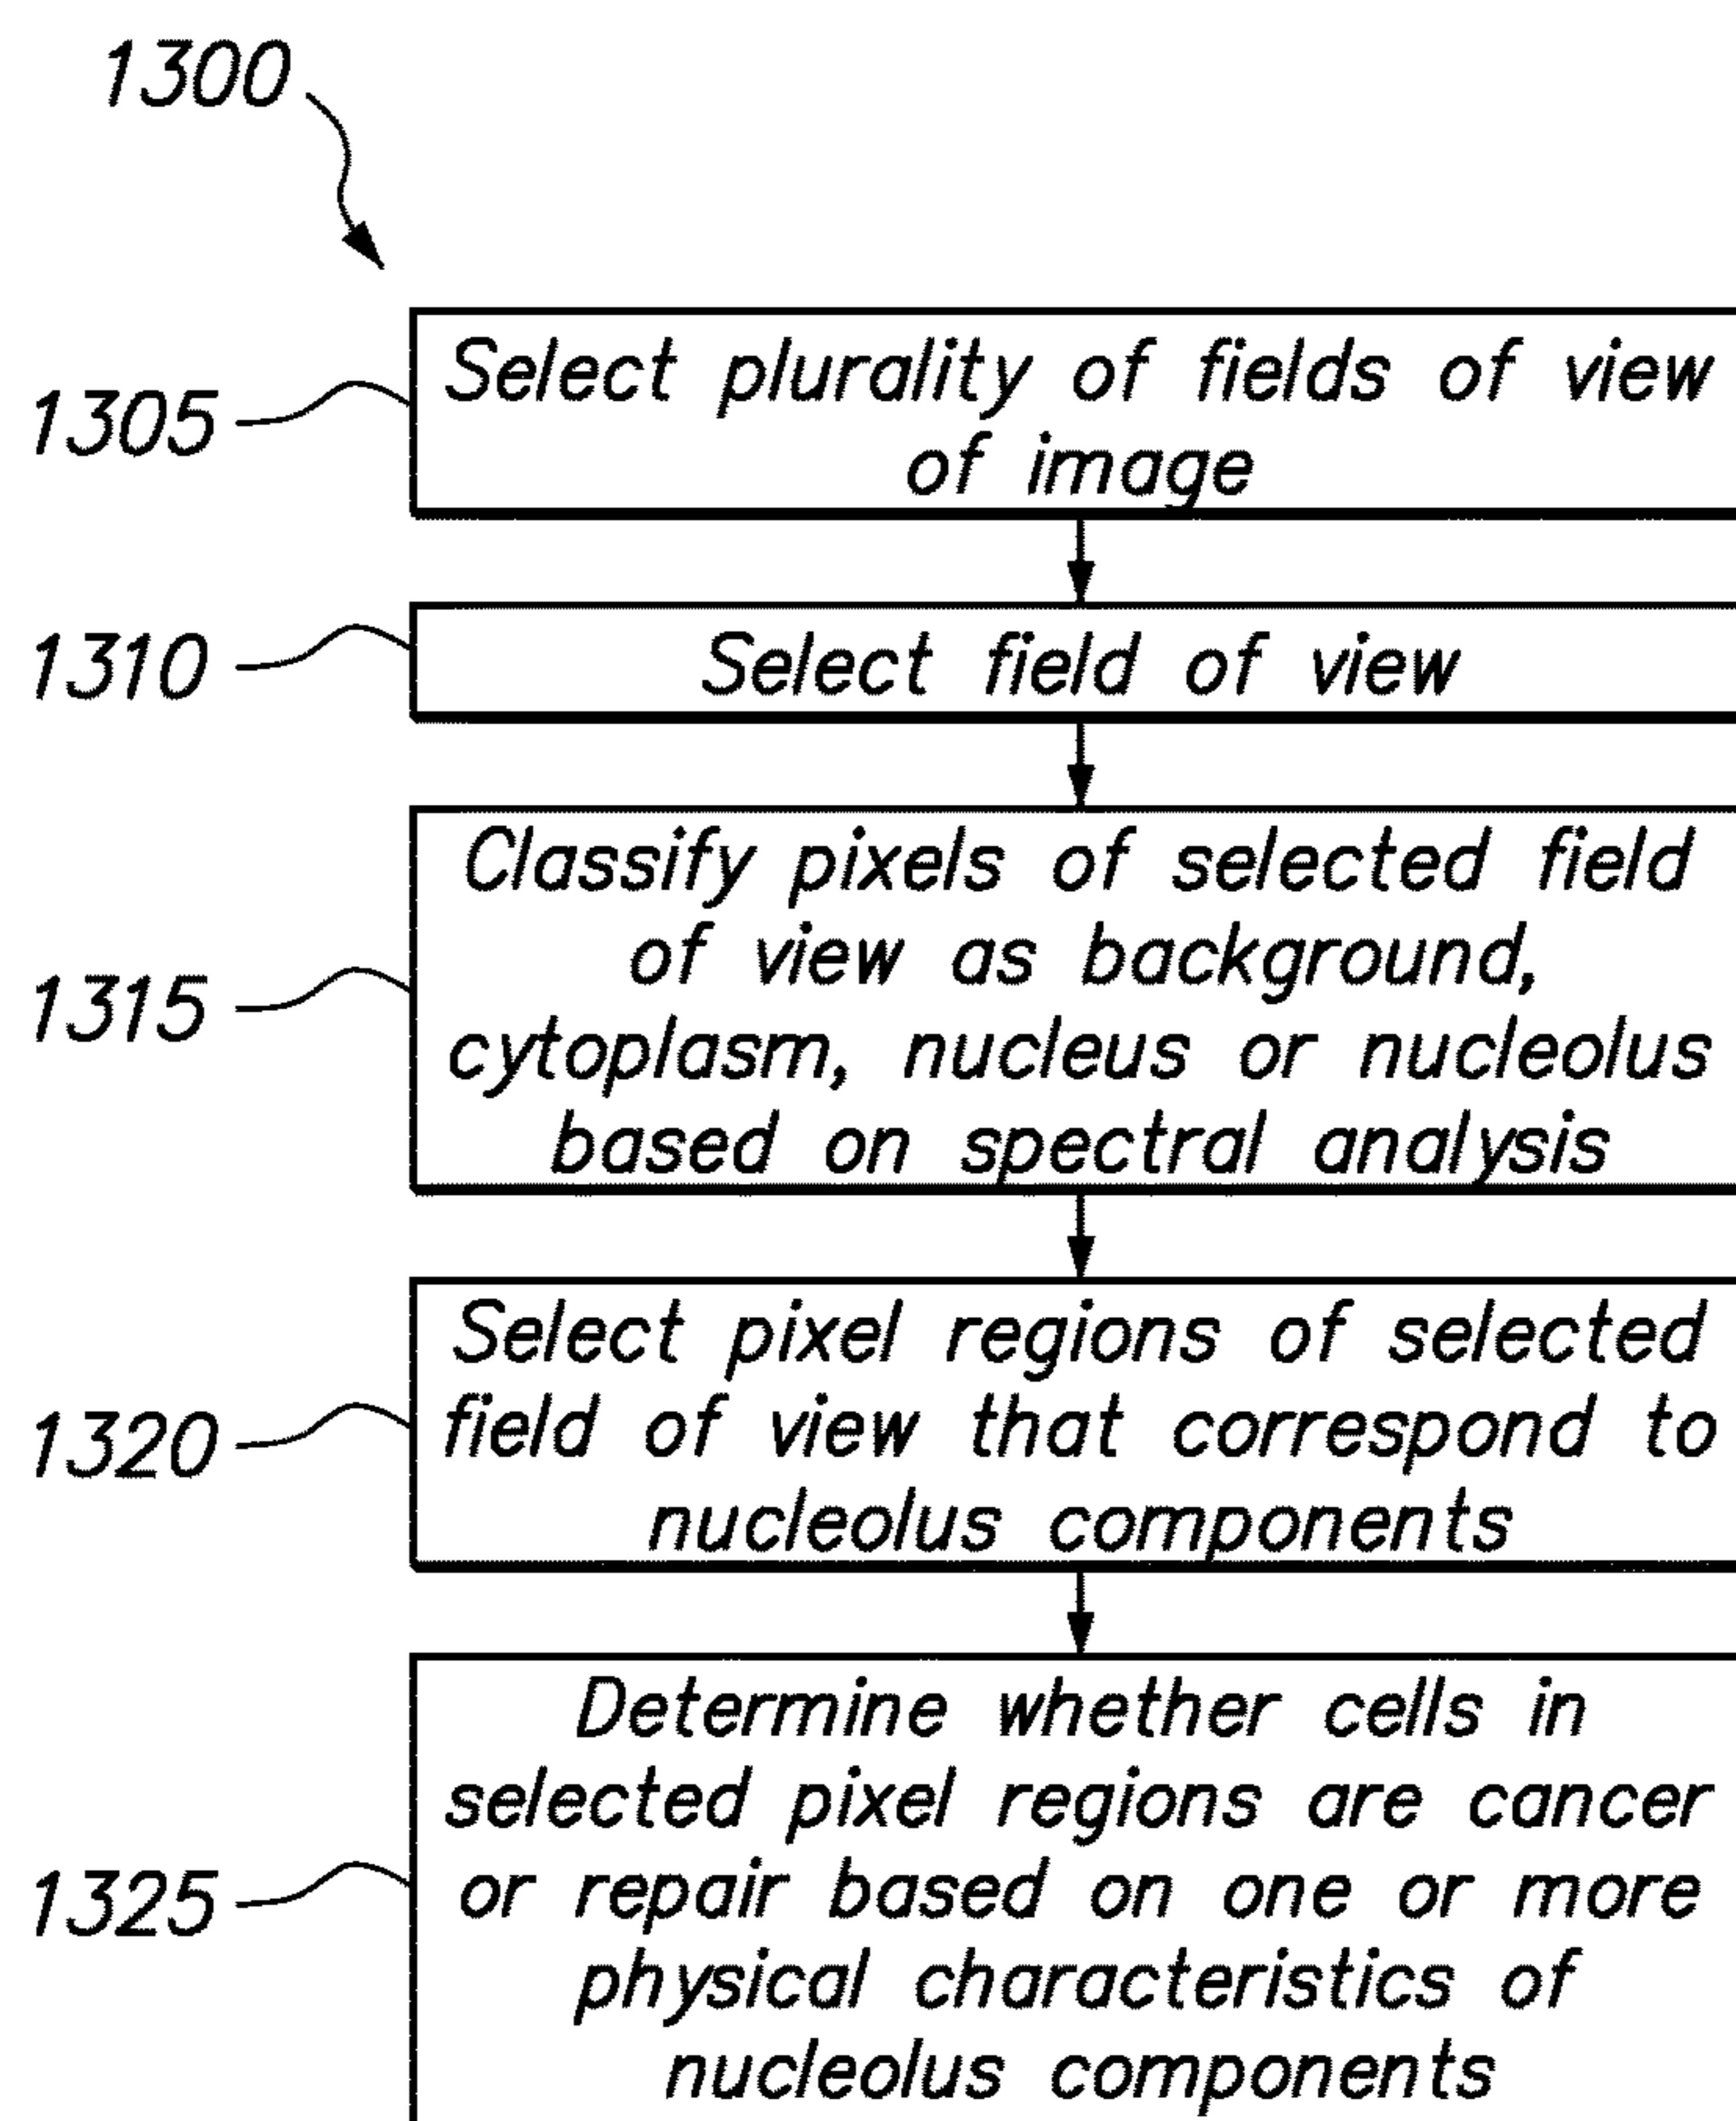 1300
1305
Select plurality of fields of view
of image
1310
Select field of view
1315
Classify pixels of selected field
of view as background,
cytoplasm, nucleus or nucleolus
based on spectral analysis
1320
Select pixel regions of selected
field of view that correspond to
nucleolus components
1325
Determine whether cells in
selected pixel regions are cancer
or repair based on one or more
physical characteristics of
nucleolus components